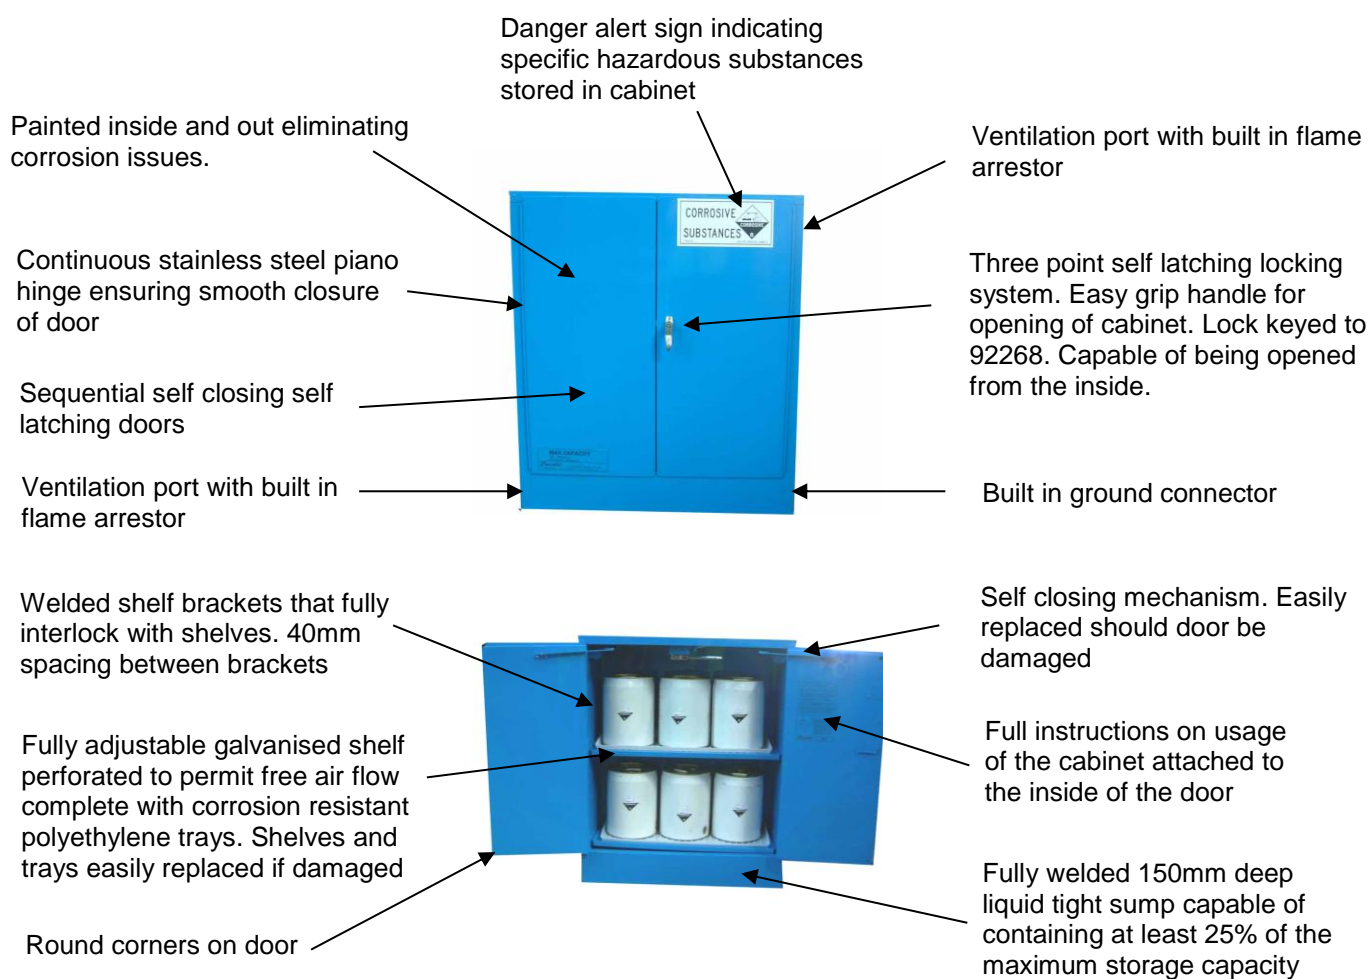 Danger alert sign indicating
specific hazardous substances
stored in cabinet
Painted inside and out eliminating
corrosion issues.
Ventilation port with built in flame
arrestor
CORROSIVE
SUBSTANCES
CORROSIVE
8
Continuous stainless steel piano
hinge ensuring smooth closure
of door
Three point self latching locking
system. Easy grip handle for
opening of cabinet. Lock keyed to
92268. Capable of being opened
from the inside.
Sequential self closing self
latching doors
MAX. CAPACITY
Ventilation port with built in
flame arrestor
Built in ground connector
Welded shelf brackets that fully
interlock with shelves. 40mm
spacing between brackets
Self closing mechanism. Easily
replaced should door be
damaged
Fully adjustable galvanised shelf
perforated to permit free air flow
complete with corrosion resistant
polyethylene trays. Shelves and
trays easily replaced if damaged
Full instructions on usage
of the cabinet attached to
the inside of the door
Round corners on door
Fully welded 150mm deep
liquid tight sump capable of
containing at least 25% of the
maximum storage capacity